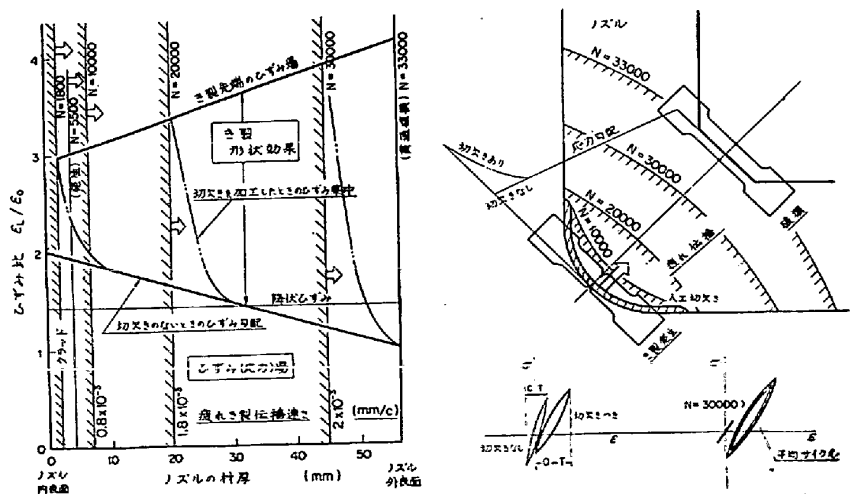 ひずみ比 εL/ε0
4
3
2
1
0
N=1800
N=5500
(発生)
N=10000
N=20000
N=30000
N=33000
(貫通破壊)
き裂先端のひずみ場
き裂
形状効果
切欠きを加工したときのひずみ集中
降伏ひずみ
切欠きのないときのひずみ勾配
クラッド
ひずみ(応力)場
疲れき裂伝播速さ
(mm/c)
0.8×10⁻³
1.8×10⁻³
2×10⁻³
0
10
20
30
40
50
ノズル
内表面
ノズルの材厚
(mm)
ノズル
外表面
ノズル
N=33000
応力勾配
切欠きあり
切欠きなし
N=30000
N=20000
N=10000
疲れ伝播
破壊
人工切欠き
き裂発生
C T
切欠きつき
切欠きなし
O-T
ε
N=30000
ε
平均サイクル